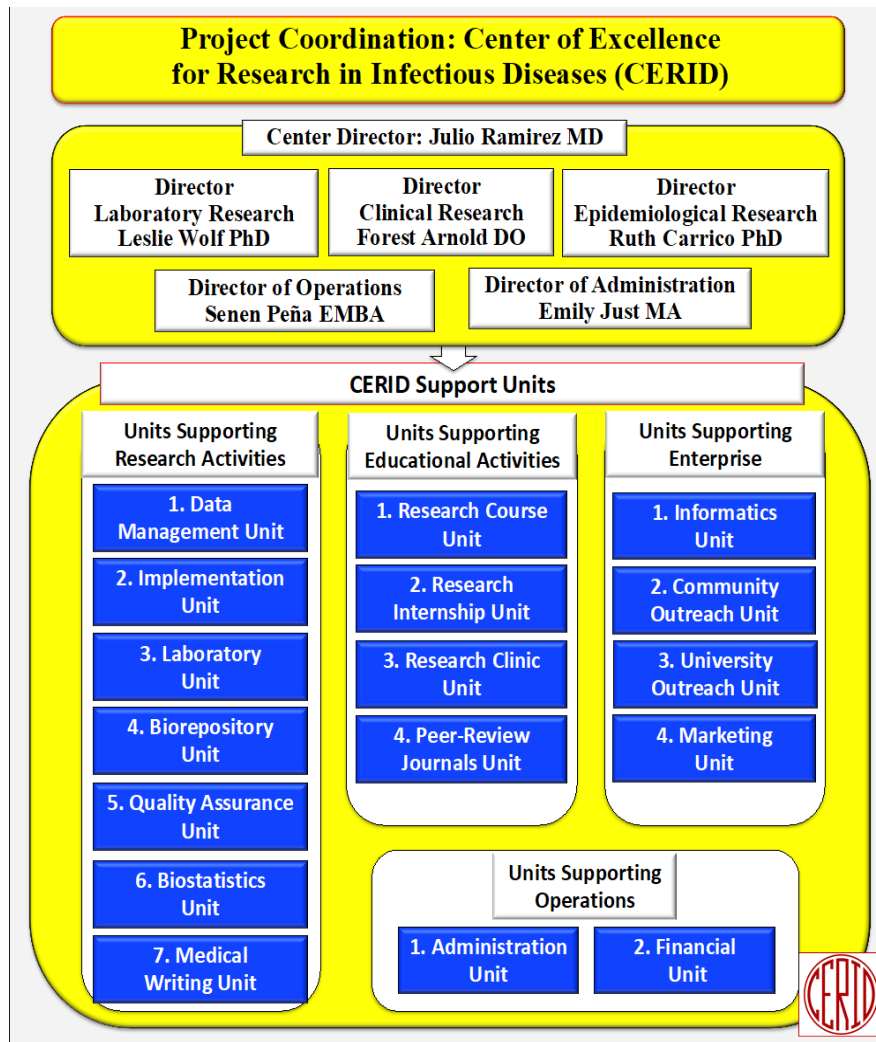 Project Coordination: Center of Excellence
for Research in Infectious Diseases (CERID)
Center Director: Julio Ramirez MD
Director
Laboratory Research
Leslie Wolf PhD
Director
Clinical Research
Forest Arnold DO
Director
Epidemiological Research
Ruth Carrico PhD
Director of Operations
Senen Peña EMBA
Director of Administration
Emily Just MA
CERID Support Units
Units Supporting
Research Activities
1. Data
Management Unit
2. Implementation
Unit
3. Laboratory
Unit
4. Biorepository
Unit
5. Quality Assurance
Unit
6. Biostatistics
Unit
7. Medical
Writing Unit
Units Supporting
Educational Activities
1. Research Course
Unit
2. Research
Internship Unit
3. Research Clinic
Unit
4. Peer-Review
Journals Unit
Units Supporting
Enterprise
1. Informatics
Unit
2. Community
Outreach Unit
3. University
Outreach Unit
4. Marketing
Unit
Units Supporting
Operations
1. Administration
Unit
2. Financial
Unit
CERID